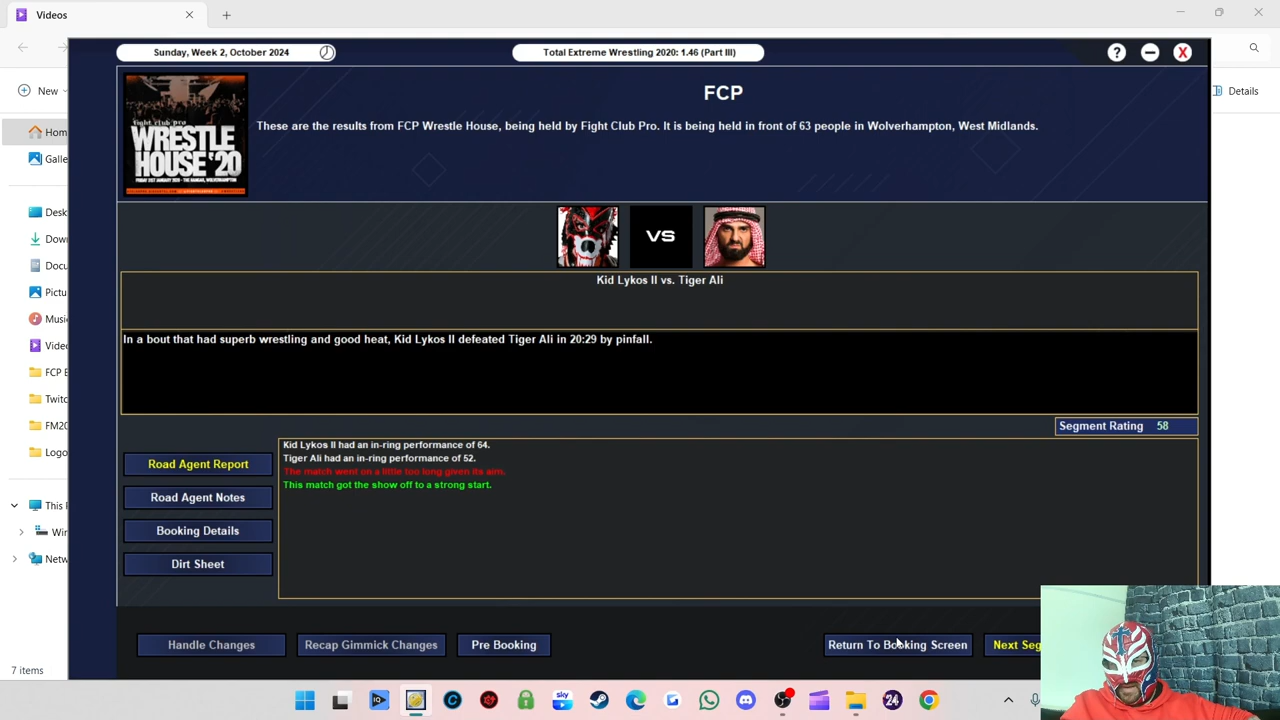 Videos
Sunday, Week 2, October 2024
Total Extreme Wrestling 2020: 1.46 (Part III)
?
X
New
Details
FCP
These are the results from FCP Wrestle House, being held by Fight Club Pro. It is being held in front of 63 people in Wolverhampton, West Midlands.
fight club pro
WRESTLE
HOUSE '20
Hom
Galle
Desk
Down
Docu
Pictu
Music
Video
FCP E
Twitc
FM20
Logo
This
Win
Netw
VS
Kid Lykos II vs. Tiger Ali
In a bout that had superb wrestling and good heat, Kid Lykos II defeated Tiger Ali in 20:29 by pinfall.
Segment Rating 58
Road Agent Report
Road Agent Notes
Booking Details
Dirt Sheet
Kid Lykos II had an in-ring performance of 64.
Tiger Ali had an in-ring performance of 52.
The match went on a little too long given its aim.
This match got the show off to a strong start.
Handle Changes
Recap Gimmick Changes
Pre Booking
Return To Booking Screen
Next Seg
7 items
sky
24